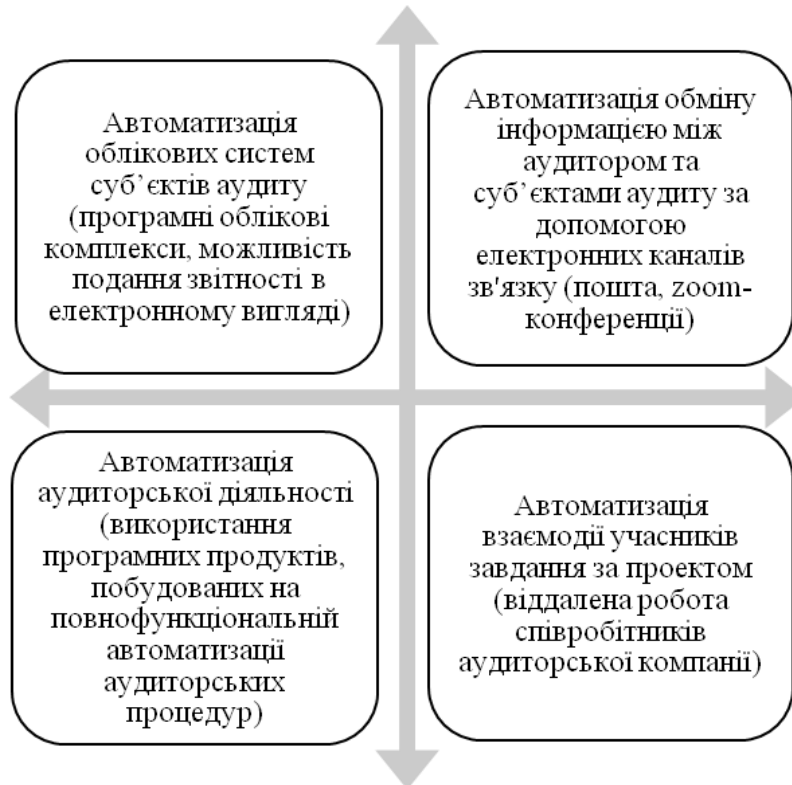 Автоматизація
облікових систем
суб’єктів аудиту
(програмні облікові
комплекси, можливість
подання звітності в
електронному вигляді)
Автоматизація обміну
інформацією між
аудитором та
суб’єктами аудиту за
допомогою
електронних каналів
зв'язку (пошта, zoom-
конференції)
Автоматизація
аудиторської діяльності
(використання
програмних продуктів,
побудованих на
повнофункціональній
автоматизації
аудиторських
процедур)
Автоматизація
взаємодії учасників
завдання за проектом
(віддалена робота
співробітників
аудиторської компанії)